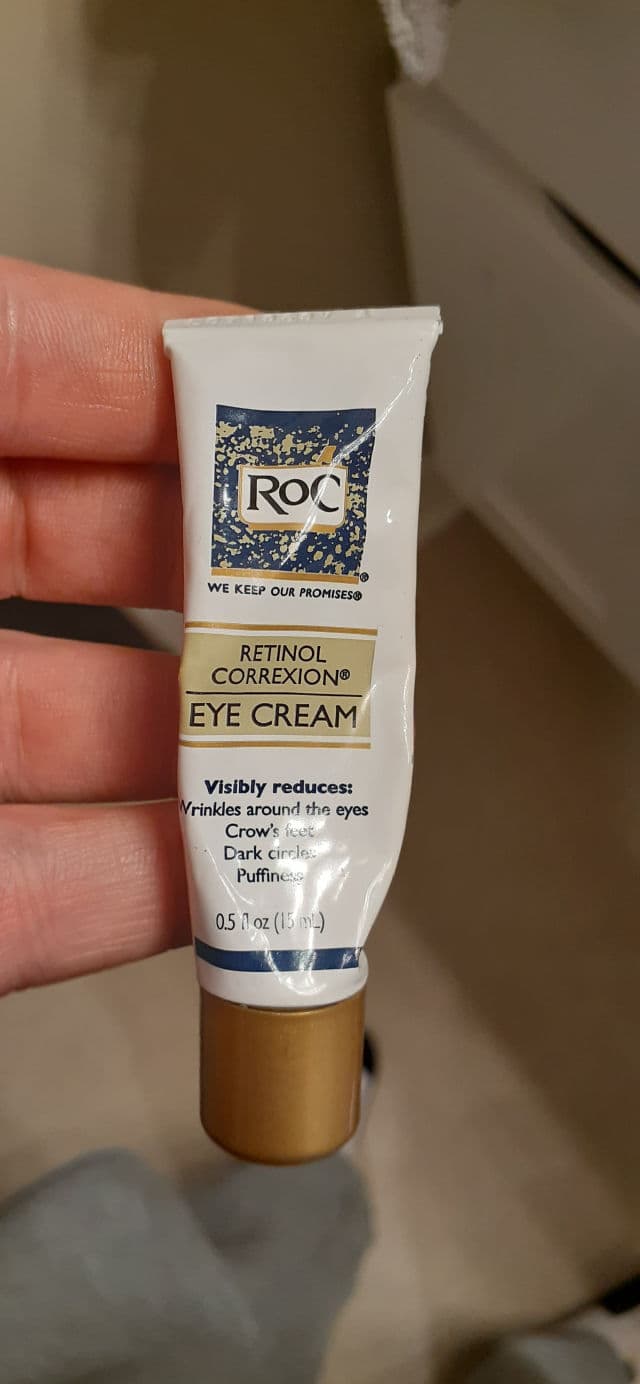 RoC
WE KEEP OUR PROMISES®
RETINOL
CORREXION®
EYE CREAM
Visibly reduces:
Wrinkles around the eyes
Crow's feet
Dark circles
Puffiness
0.5 fl oz (15 mL)